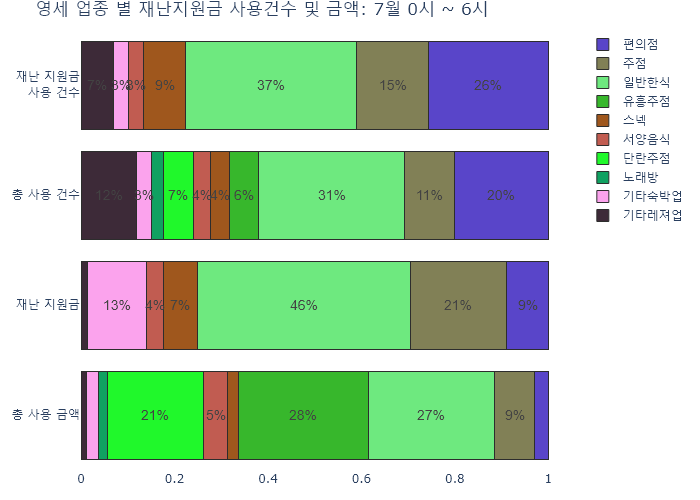 영세 업종 별 재난지원금 사용건수 및 금액: 7월 0시 ~ 6시
재난 지원금
사용 건수
7% 3% 3% 9% 37% 15% 26%
총 사용 건수
12% 3% 7% 4% 4% 6% 31% 11% 20%
재난 지원금
13% 4% 7% 46% 21% 9%
총 사용 금액
21% 5% 28% 27% 9%
0 0.2 0.4 0.6 0.8 1
편의점
주점
일반한식
유흥주점
스넥
서양음식
단란주점
노래방
기타숙박업
기타레져업